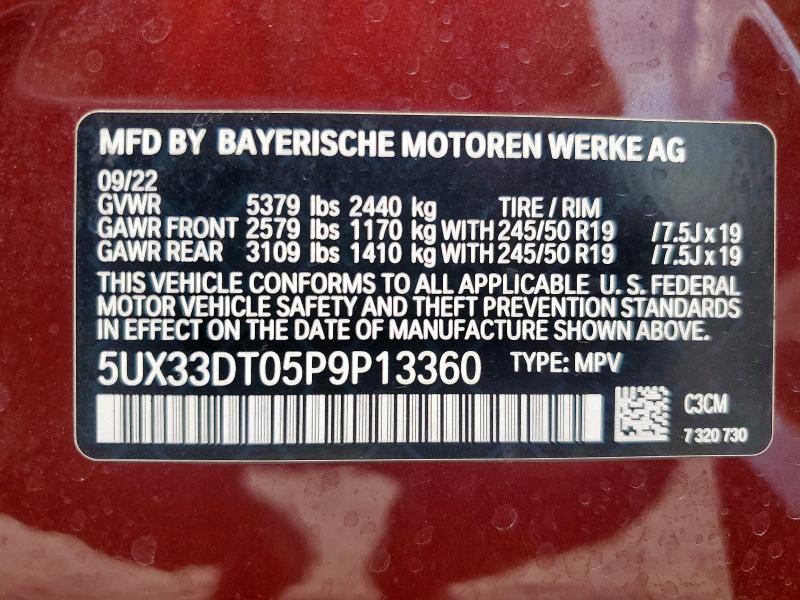 MFD BY BAYERISCHE MOTOREN WERKE AG
09/22
GVWR 5379 lbs 2440 kg TIRE / RIM
GAWR FRONT 2579 lbs 1170 kg WITH 245/50 R19 /7.5J x 19
GAWR REAR 3109 lbs 1410 kg WITH 245/50 R19 /7.5J x 19
THIS VEHICLE CONFORMS TO ALL APPLICABLE U. S. FEDERAL
MOTOR VEHICLE SAFETY AND THEFT PREVENTION STANDARDS
IN EFFECT ON THE DATE OF MANUFACTURE SHOWN ABOVE.
5UX33DT05P9P13360 TYPE: MPV
C3CM
7 320 730